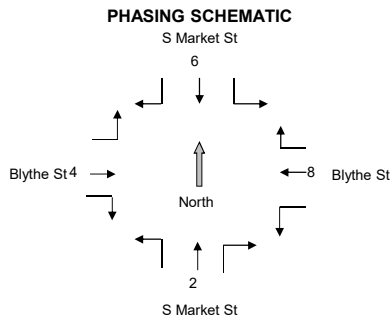 PHASING SCHEMATIC
S Market St
6
Blythe St 4
8 Blythe St
North
2
S Market St